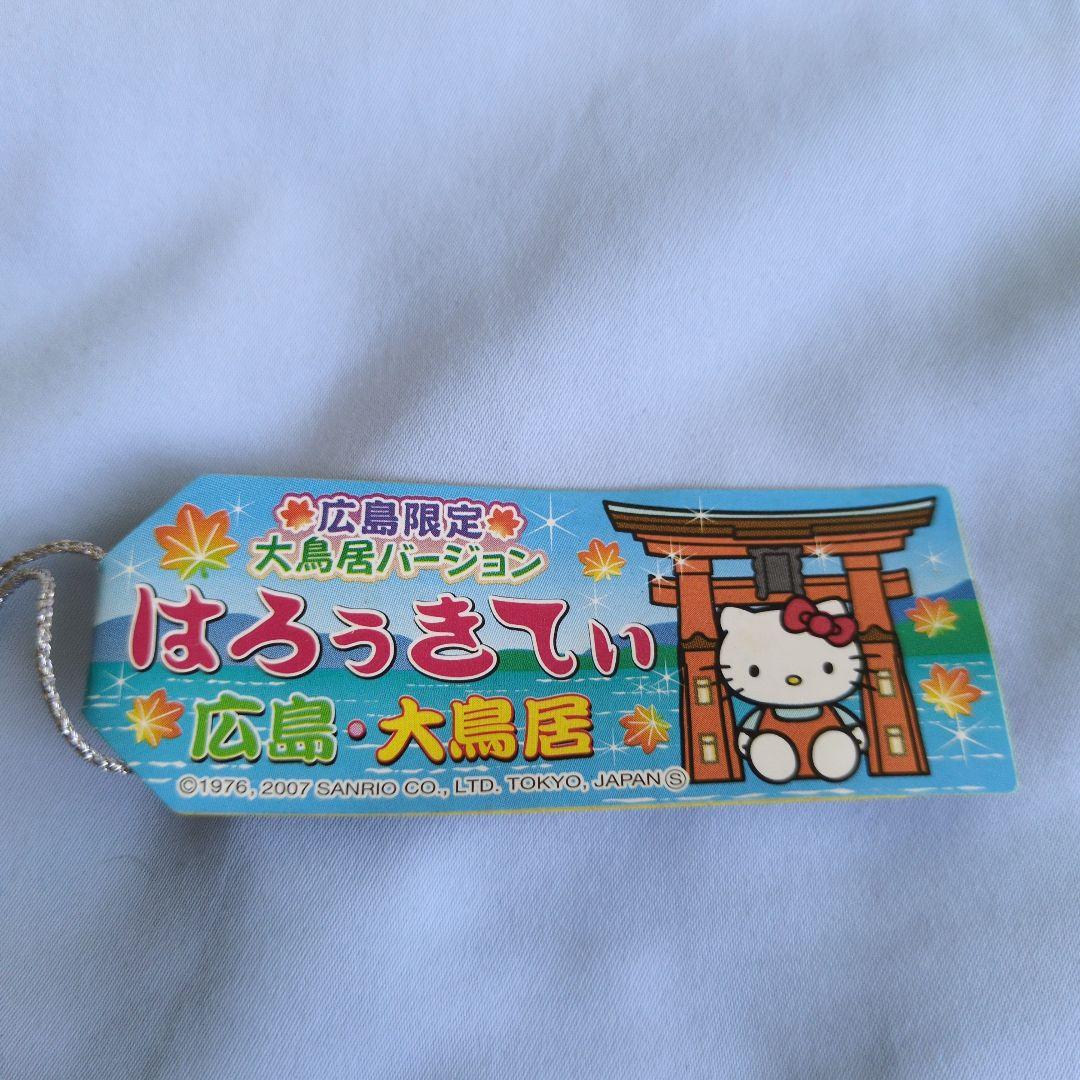 広島限定
大鳥居バージョン
はろうきてぃ
広島・大鳥居
©1976, 2007 SANRIO CO., LTD. TOKYO, JAPAN Ⓢ